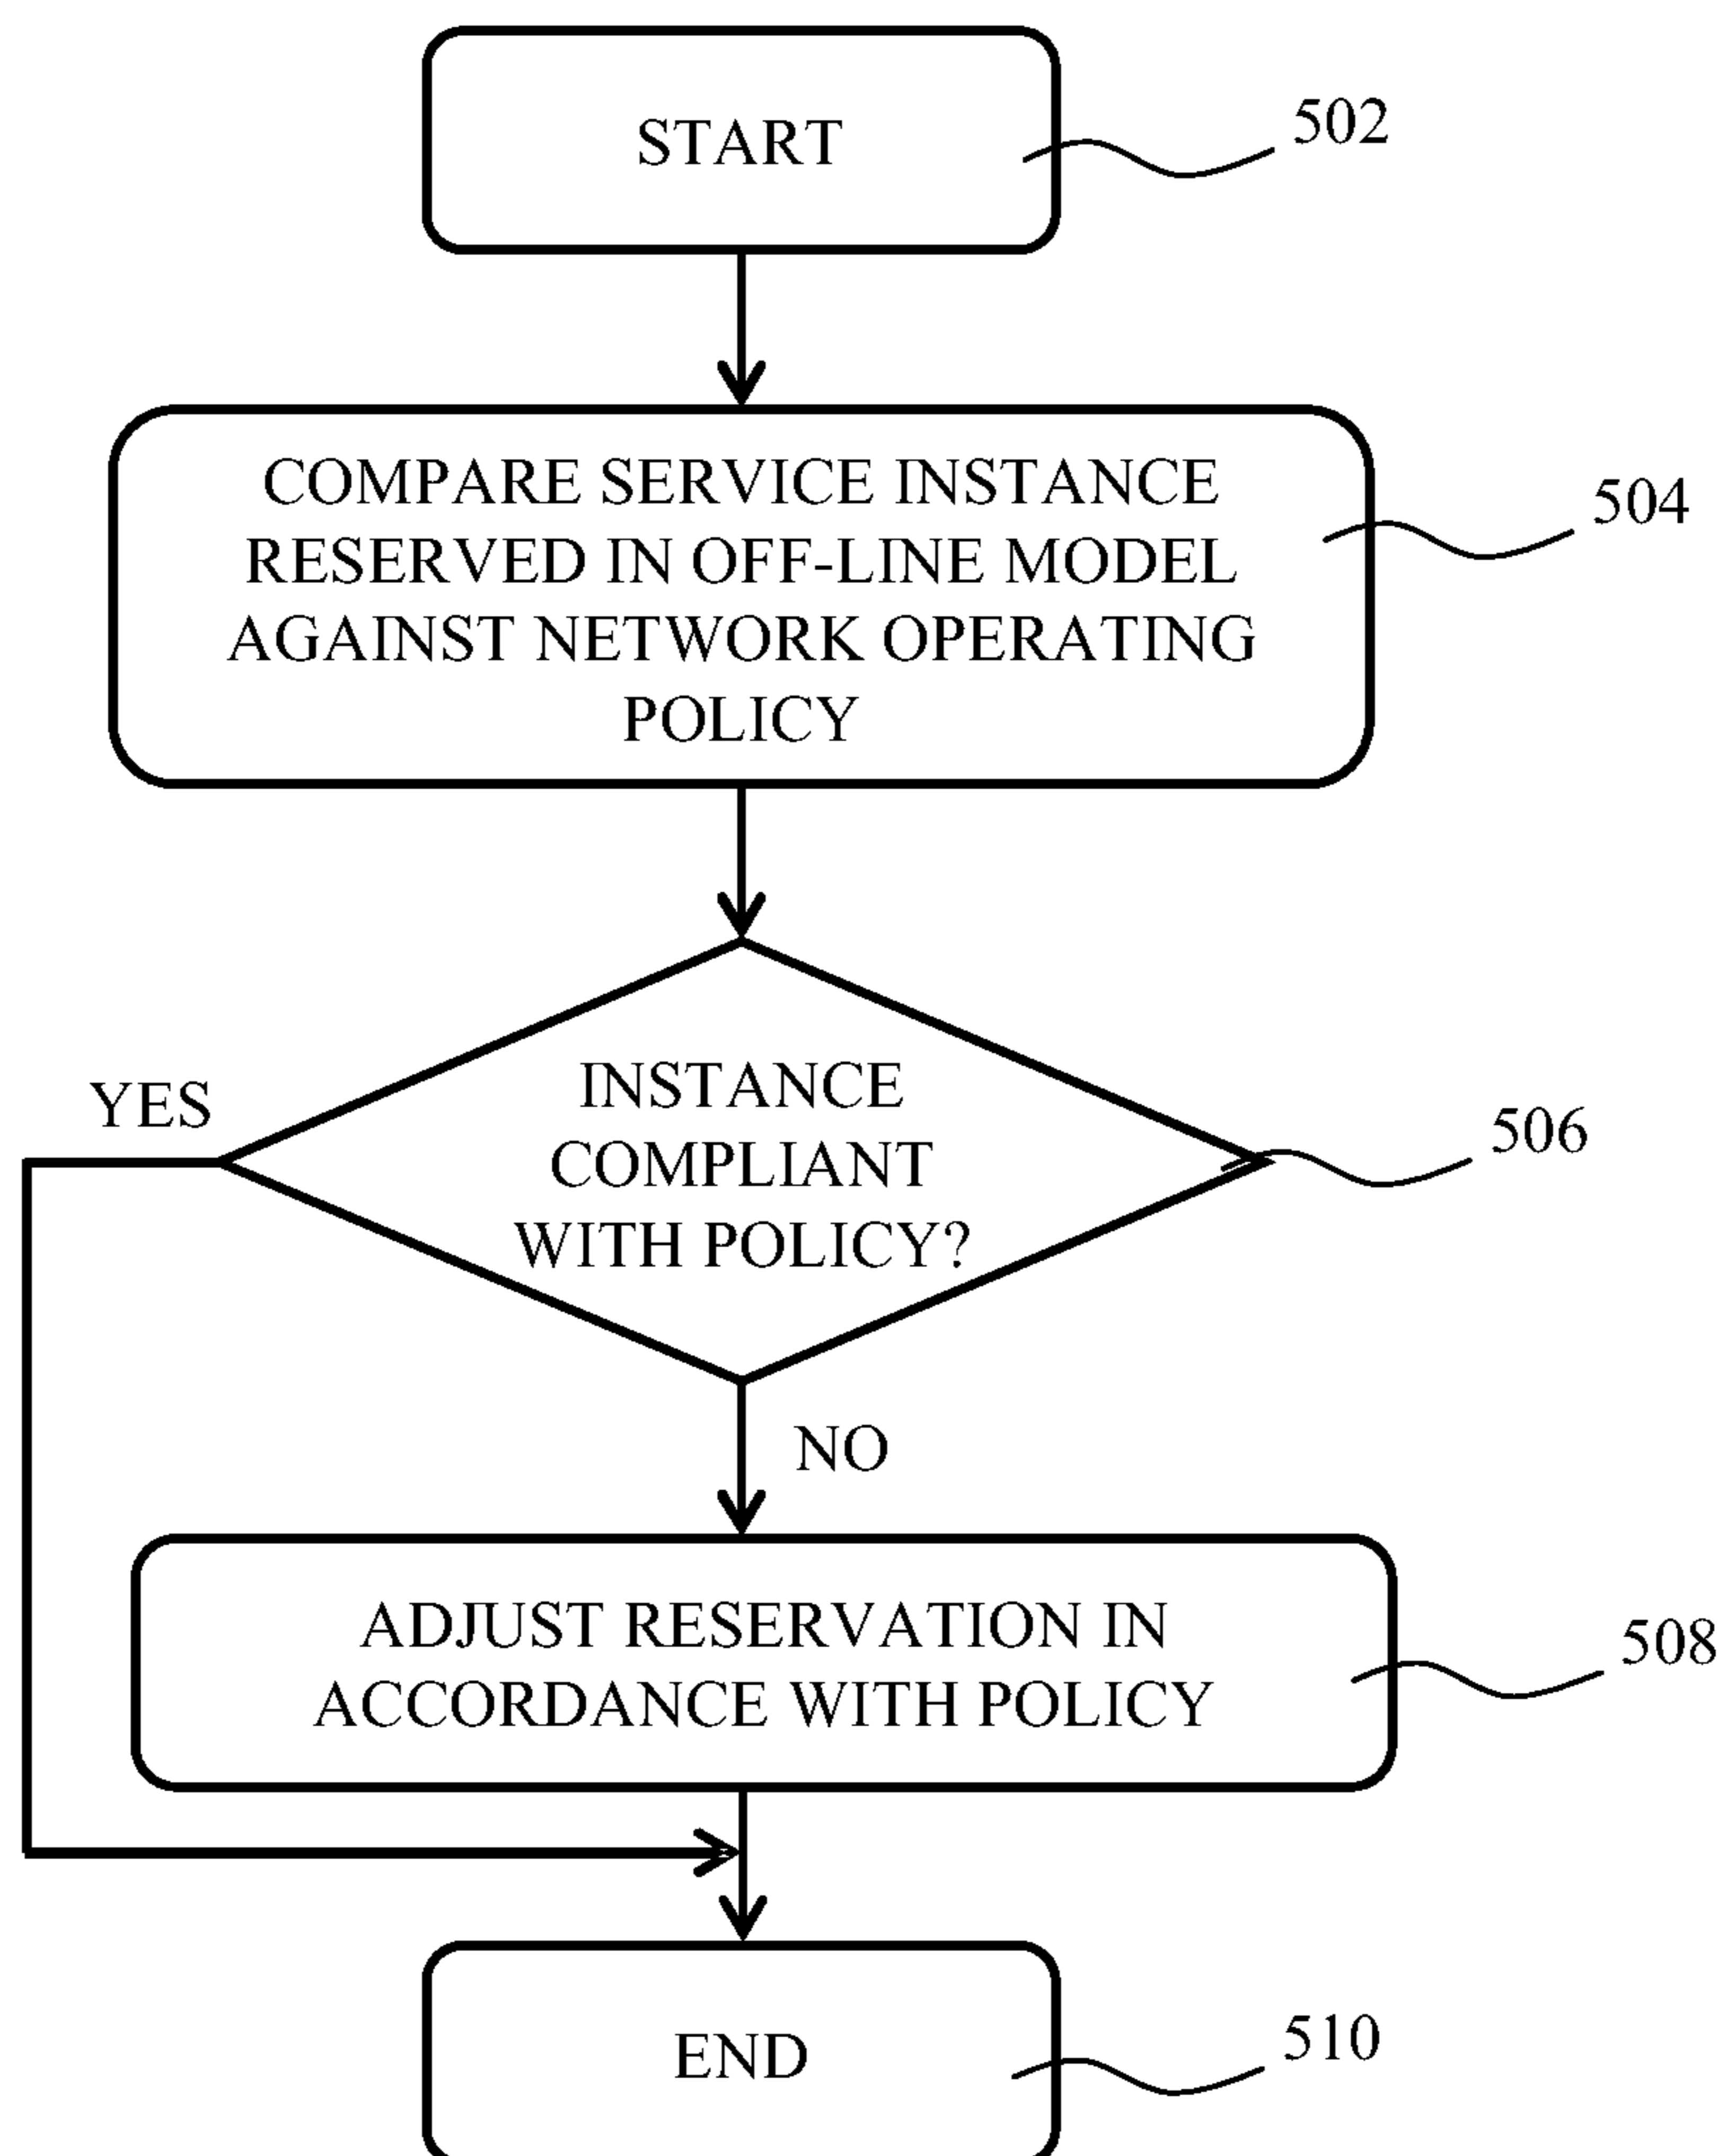 START
502
COMPARE SERVICE INSTANCE
RESERVED IN OFF-LINE MODEL
AGAINST NETWORK OPERATING
POLICY
504
INSTANCE
COMPLIANT
WITH POLICY?
506
YES
NO
ADJUST RESERVATION IN
ACCORDANCE WITH POLICY
508
END
510